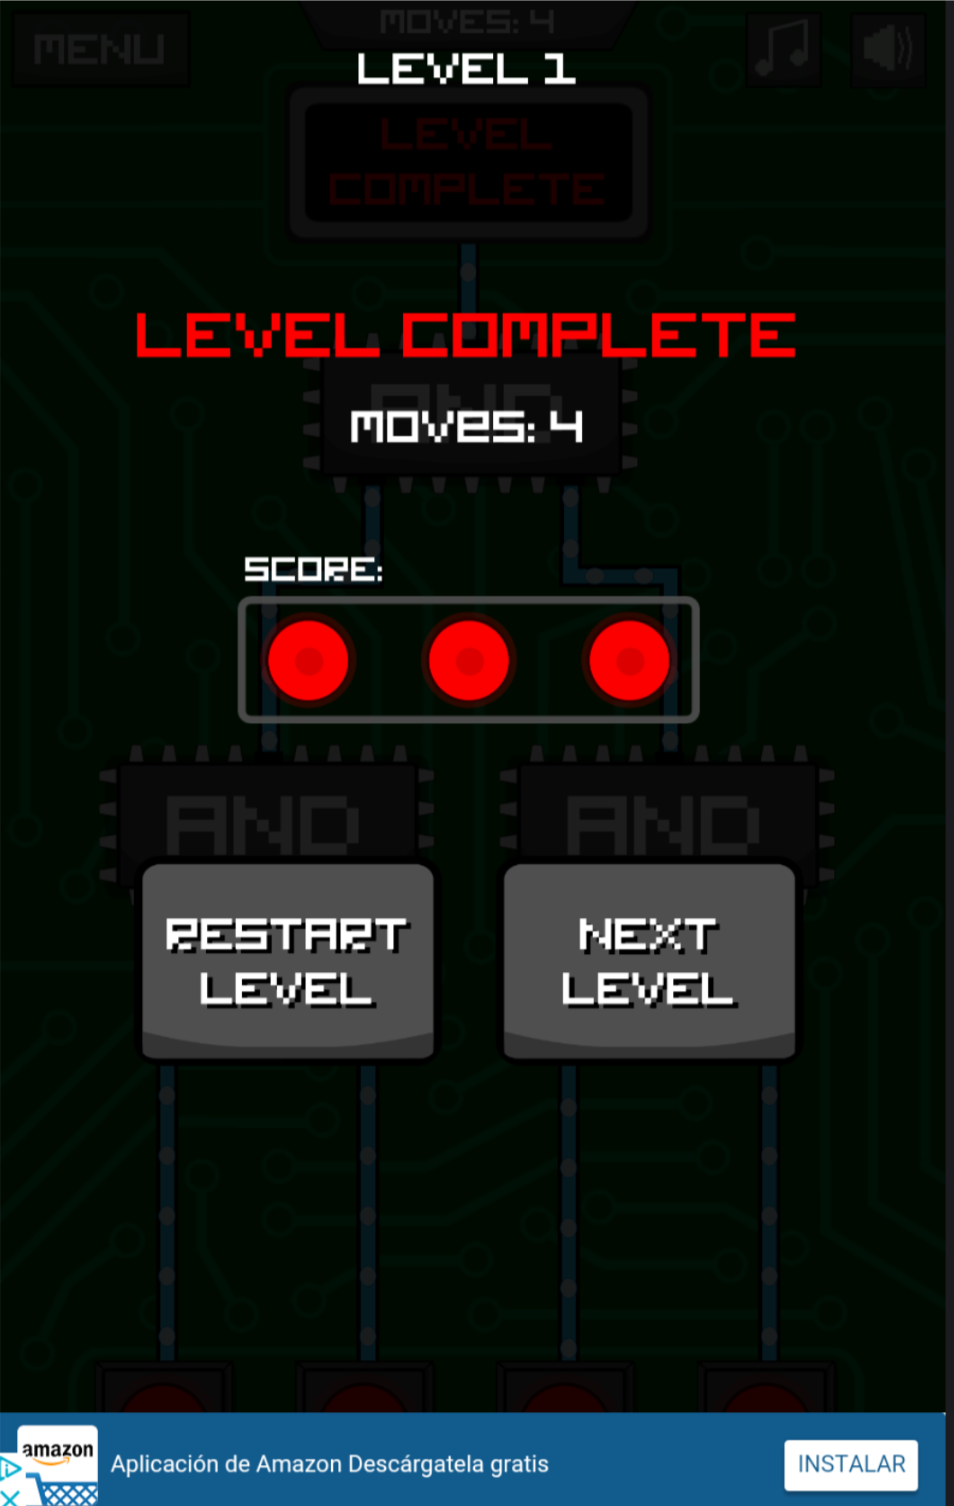 MOVES: 4
MENU
LEVEL 1
LEVEL
COMPLETE
LEVEL COMPLETE
AND
MOVES: 4
SCORE:
AND AND
RESTART
LEVEL
NEXT
LEVEL
amazon
Aplicación de Amazon Descárgatela gratis
INSTALAR